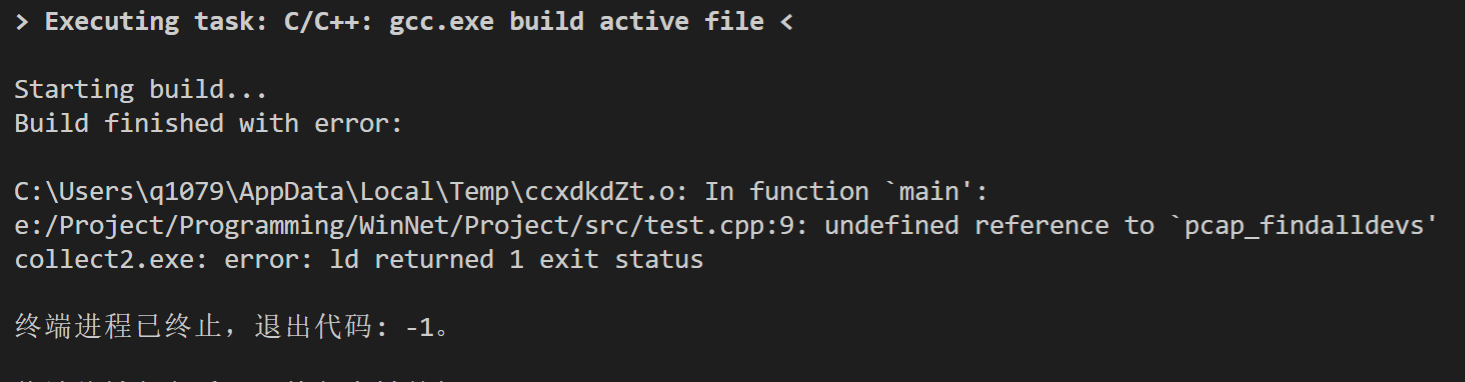 > Executing task: C/C++: gcc.exe build active file <
Starting build...
Build finished with error:
C:\Users\q1079\AppData\Local\Temp\ccxdkdZt.o: In function `main':
e:/Project/Programming/WinNet/Project/src/test.cpp:9: undefined reference to `pcap_findalldevs'
collect2.exe: error: ld returned 1 exit status
终端进程已终止，退出代码: -1。